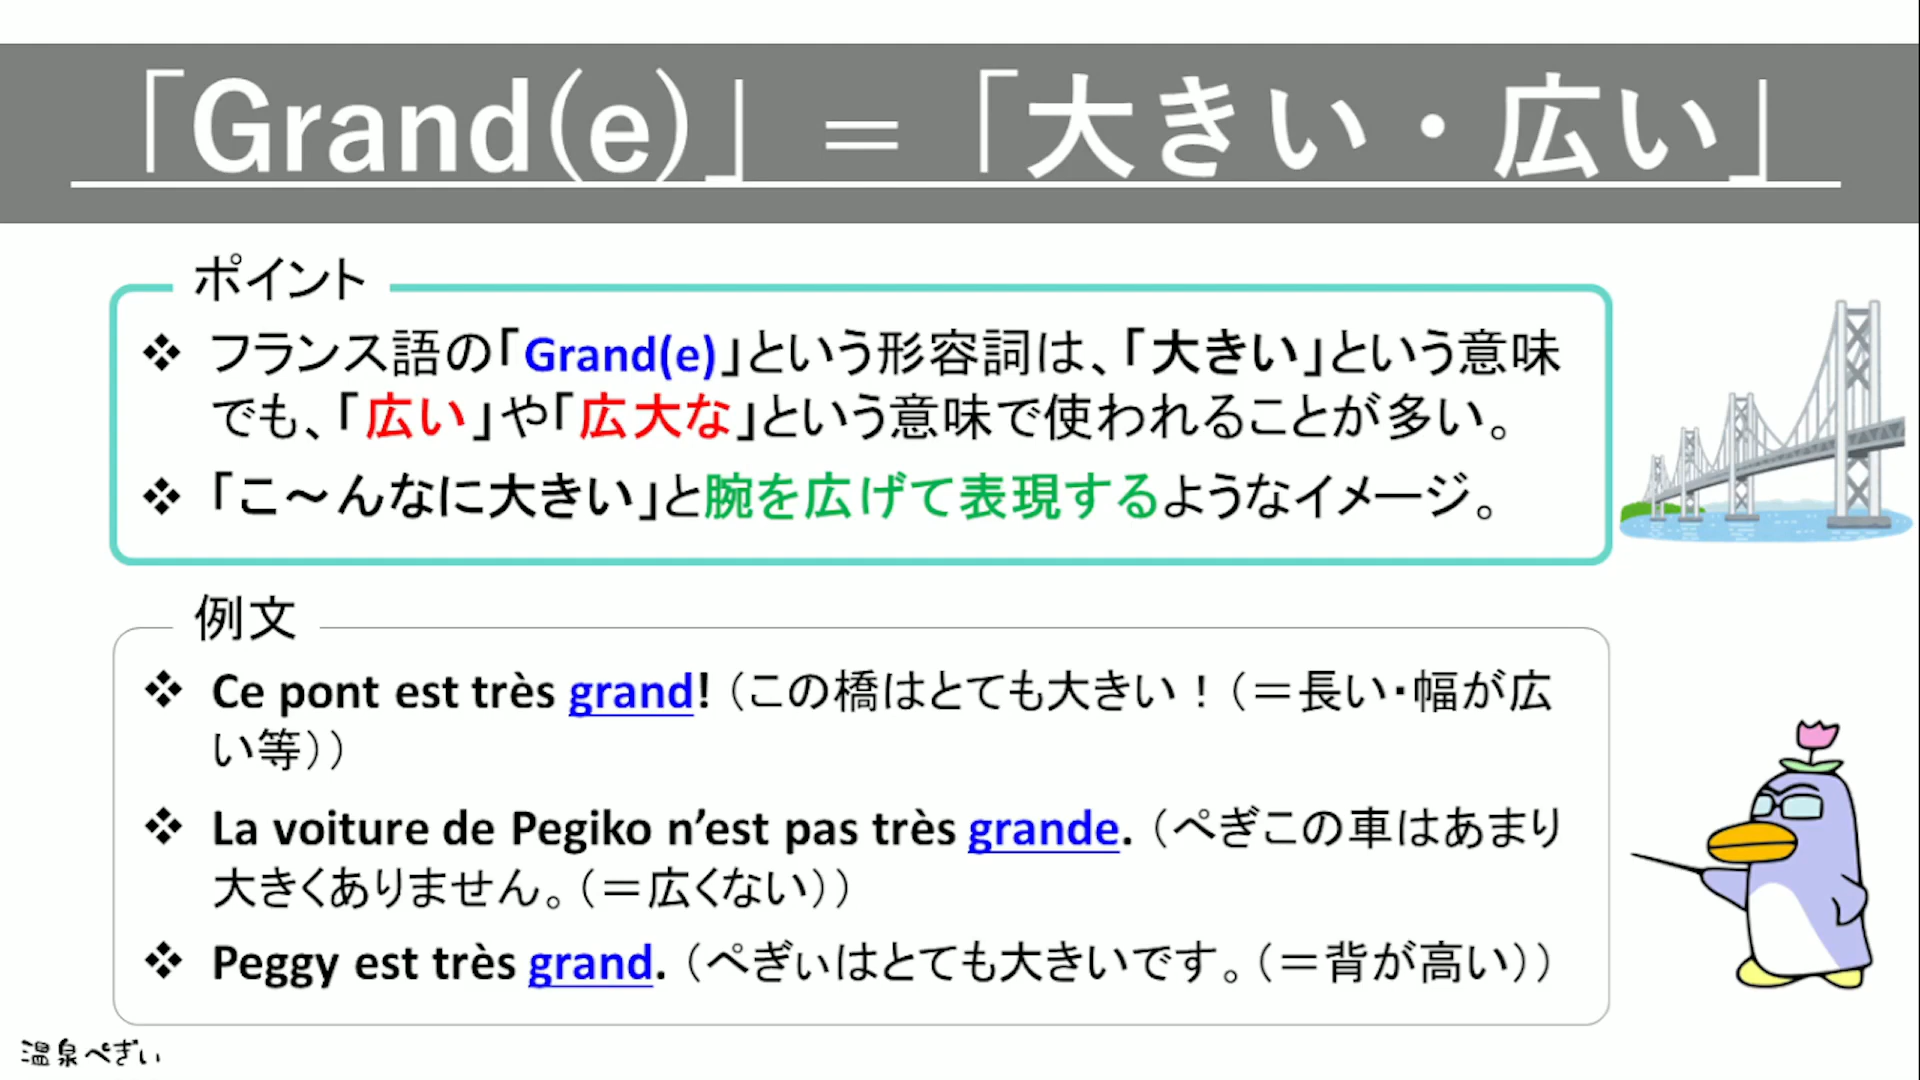 「Grand(e)」=「大きい・広い」
ポイント
❖ フランス語の「Grand(e)」という形容詞は、「大きい」という意味
でも、「広い」や「広大な」という意味で使われることが多い。
❖ 「こ～んなに大きい」と腕を広げて表現するようなイメージ。
例文
❖ Ce pont est très grand! （この橋はとても大きい！（＝長い・幅が広
い等））
❖ La voiture de Pegiko n’est pas très grande. （ぺぎこの車はあまり
大きくありません。（＝広くない））
❖ Peggy est très grand. （ぺぎぃはとても大きいです。（＝背が高い））
温泉ぺぎぃ